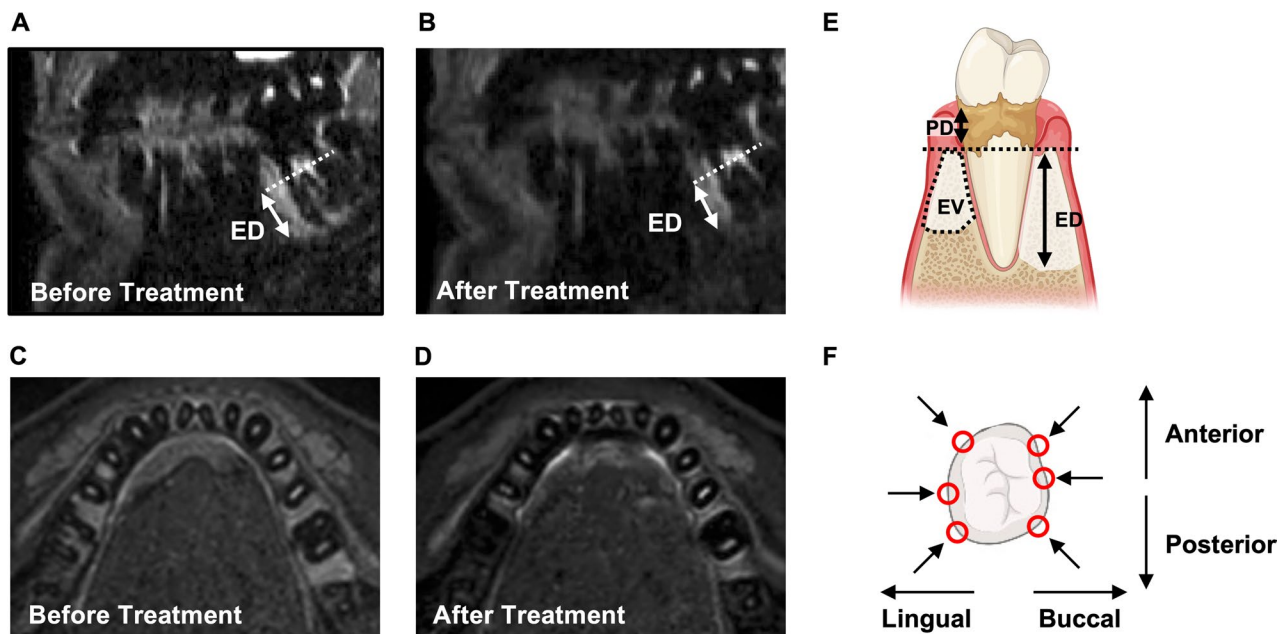 A
ED
Before Treatment
B
ED
After Treatment
E
PD
EV
ED
C
Before Treatment
D
After Treatment
F
Anterior
Posterior
Lingual
Buccal